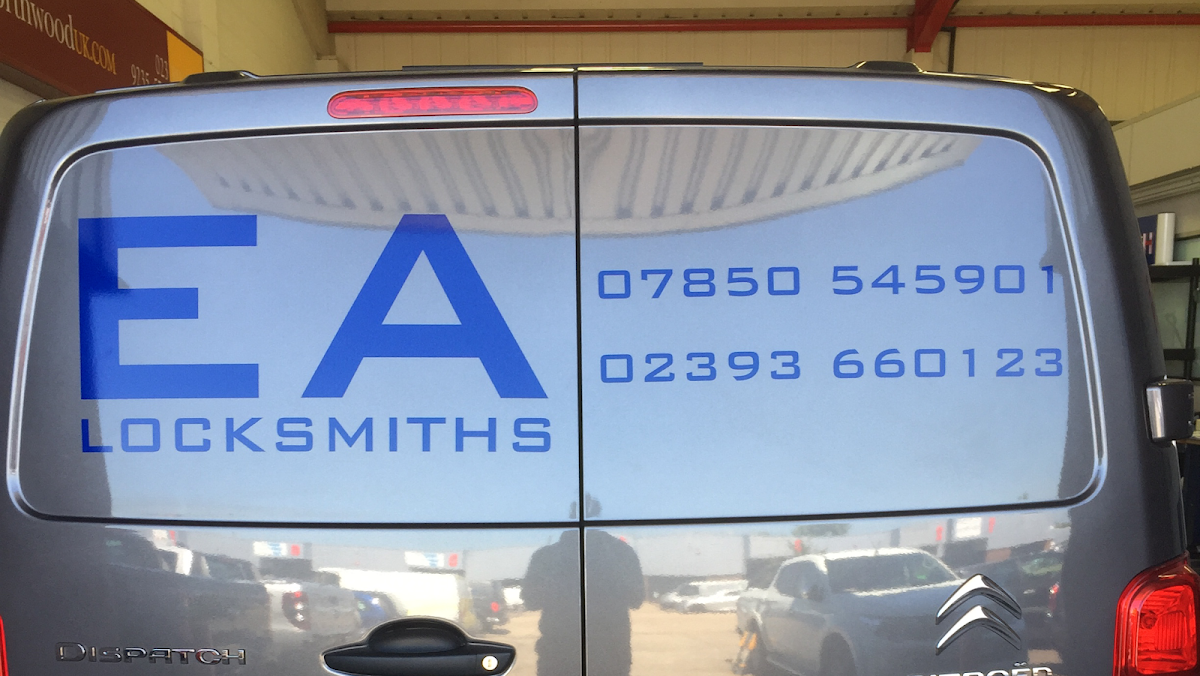 EA
LOCKSMITHS
07850 545901
02393 660123
DISPATCH